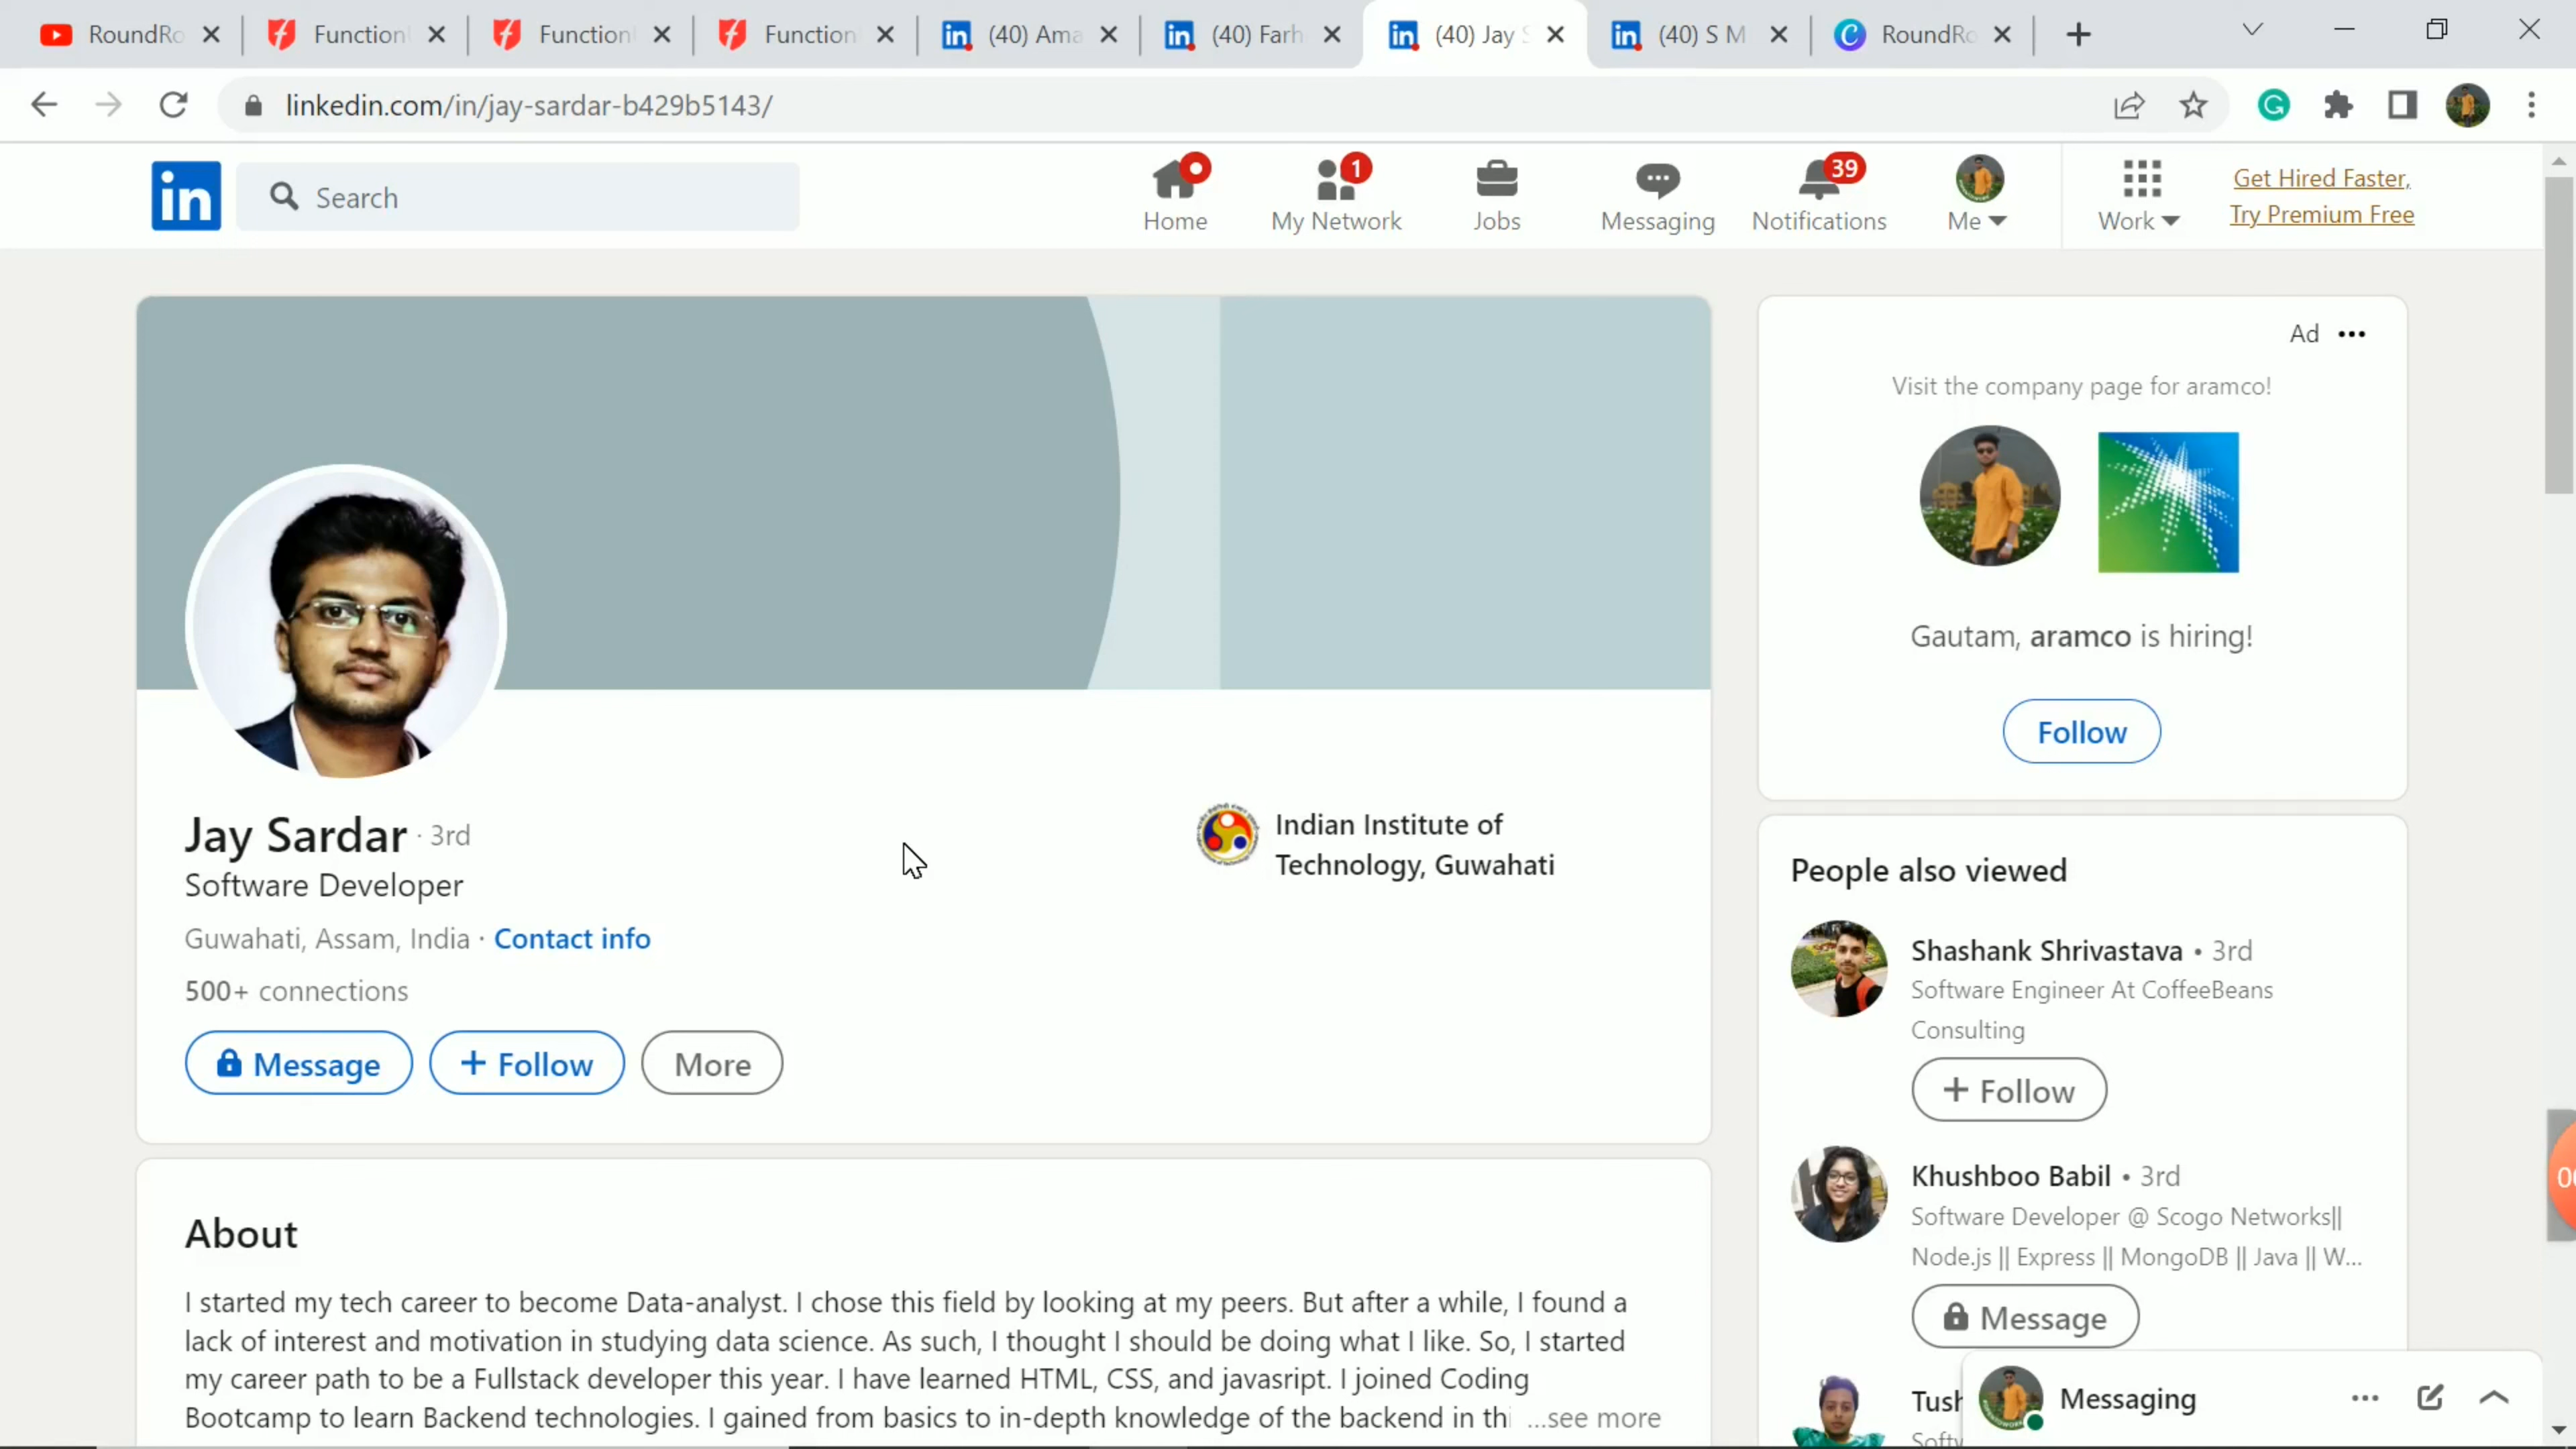 RoundRo
Function
Function
Function
(40) Ama
(40) Farh
(40) Jay S
(40) S M
RoundRo
linkedin.com/in/jay-sardar-b429b5143/
in
Search
1
39
Home
My Network
Jobs
Messaging
Notifications
Me
Work
Get Hired Faster,
Try Premium Free
Ad
Visit the company page for aramco!
Gautam, aramco is hiring!
Follow
Jay Sardar · 3rd
Software Developer
Guwahati, Assam, India · Contact info
500+ connections
Message
+ Follow
More
Indian Institute of
Technology, Guwahati
About
I started my tech career to become Data-analyst. I chose this field by looking at my peers. But after a while, I found a
lack of interest and motivation in studying data science. As such, I thought I should be doing what I like. So, I started
my career path to be a Fullstack developer this year. I have learned HTML, CSS, and javasript. I joined Coding
Bootcamp to learn Backend technologies. I gained from basics to in-depth knowledge of the backend in thi ...see more
People also viewed
Shashank Shrivastava • 3rd
Software Engineer At CoffeeBeans
Consulting
+ Follow
Khushboo Babil • 3rd
Software Developer @ Scogo Networks||
Node.js || Express || MongoDB || Java || W...
Message
Tush
Messaging